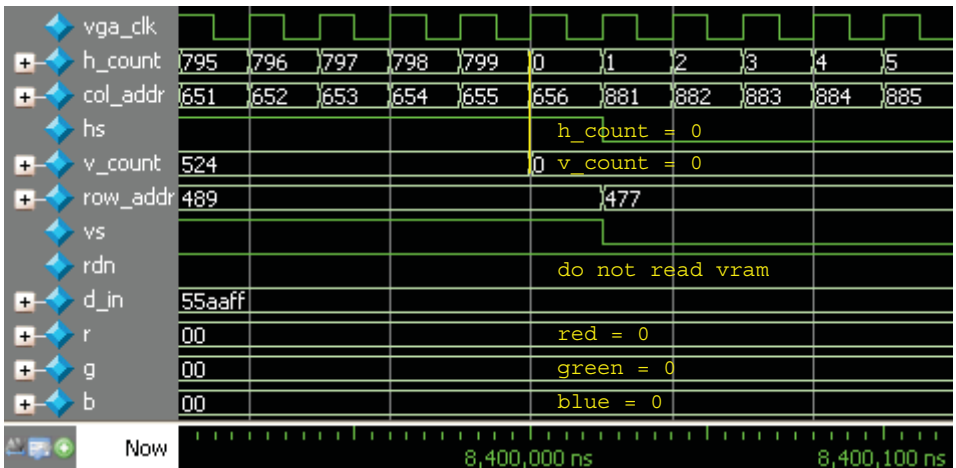 vga_clk
h_count 795 796 797 798 799 0 1 2 3 4 5
col_addr 651 652 653 654 655 656 881 882 883 884 885
hs h_count = 0
v_count 524 0 v_count = 0
row_addr 489 477
vs
rdn do not read vram
d_in 55aaff
r 00 red = 0
g 00 green = 0
b 00 blue = 0
Now 8,400,000 ns 8,400,100 ns